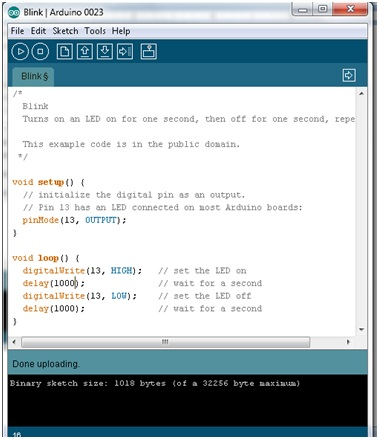 Blink | Arduino 0023
File Edit Sketch Tools Help
Blink §
/*
  Blink
  Turns on an LED on for one second, then off for one second, repe

  This example code is in the public domain.
 */

void setup() {
  // initialize the digital pin as an output.
  // Pin 13 has an LED connected on most Arduino boards:
  pinMode(13, OUTPUT);
}

void loop() {
  digitalWrite(13, HIGH);   // set the LED on
  delay(1000);              // wait for a second
  digitalWrite(13, LOW);    // set the LED off
  delay(1000);              // wait for a second
}
Done uploading.
Binary sketch size: 1018 bytes (of a 32256 byte maximum)
16